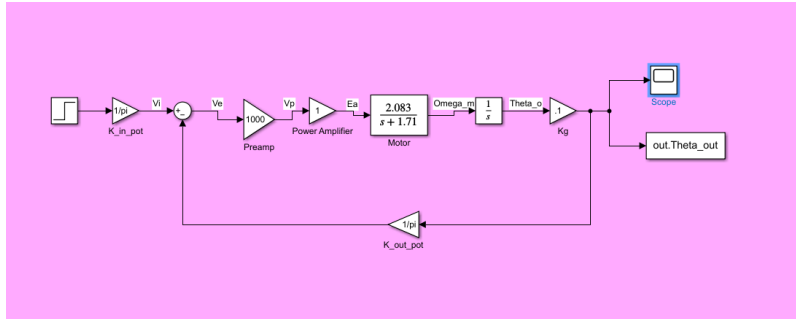 1/pi
K_in_pot
Vi
+
-
Ve
1000
Preamp
Vp
1
Power Amplifier
Ea
2.083
s + 1.71
Motor
Omega_m
1
s
Theta_o
.1
Kg
Scope
out.Theta_out
1/pi
K_out_pot